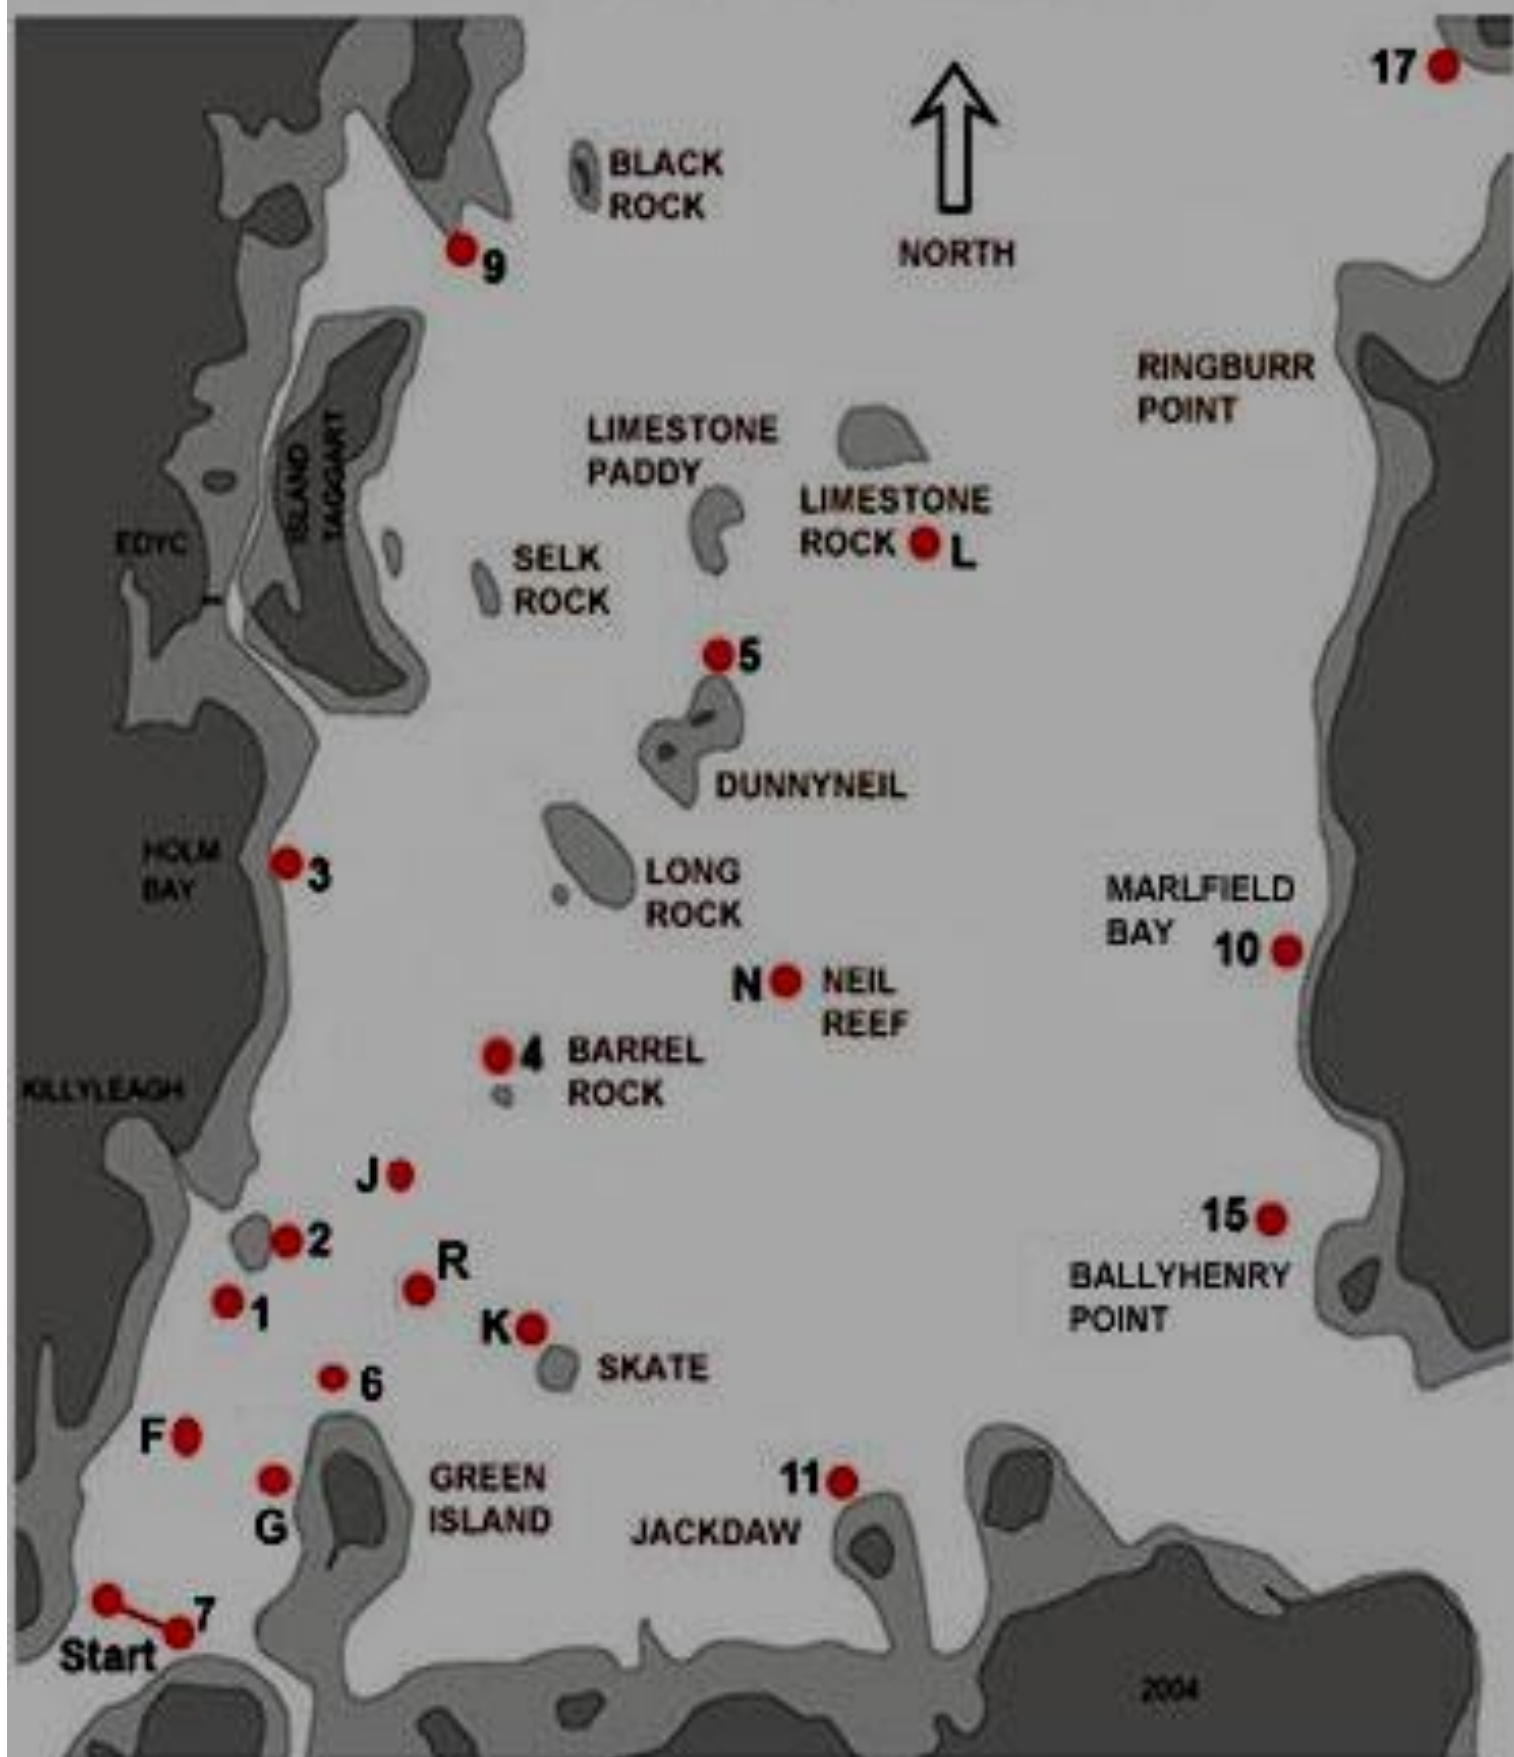 17
BLACK
ROCK
NORTH
9
RINGBURR
POINT
LIMESTONE
PADDY
LIMESTONE
ROCK
L
ISLAND
TAGGART
EDYC
SELK
ROCK
5
DUNNYNEIL
HOLM
BAY
3
LONG
ROCK
MARLFIELD
BAY
10
N
NEIL
REEF
4
BARREL
ROCK
KILLYLEAGH
J
2
R
15
1
K
BALLYHENRY
POINT
SKATE
6
F
G
GREEN
ISLAND
11
JACKDAW
7
Start
2004